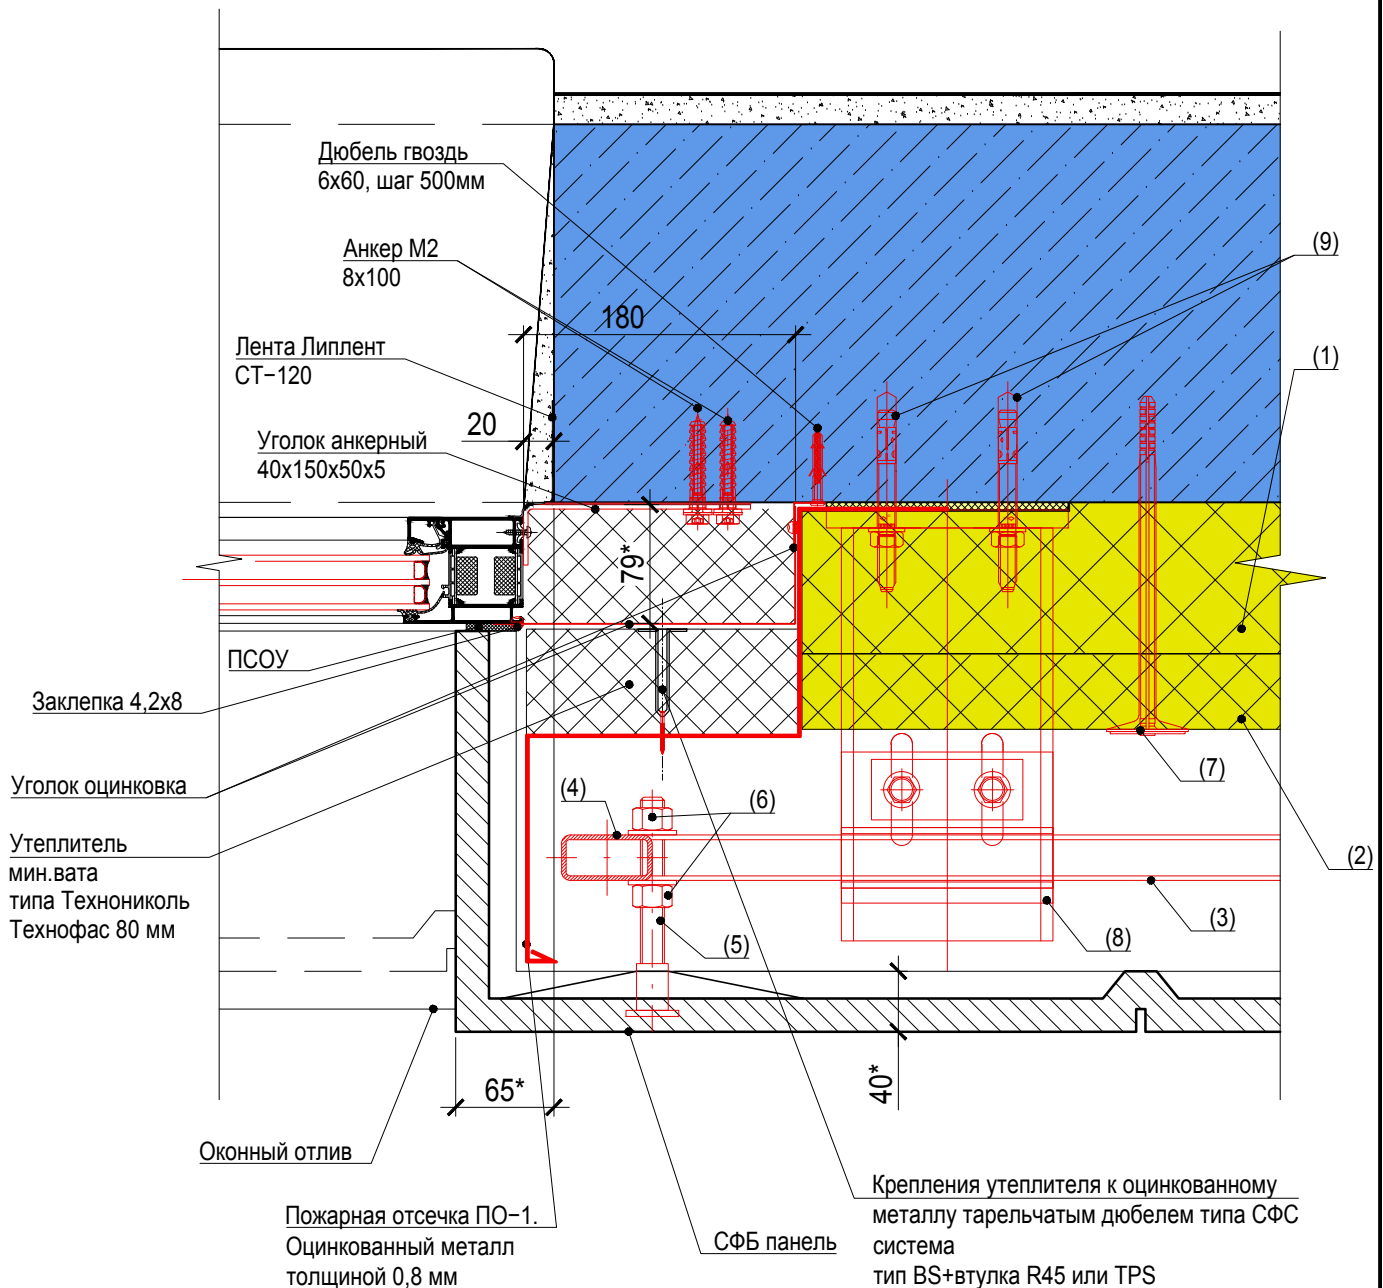 Дюбель гвоздь
6х60, шаг 500мм
Анкер М2
8х100
(9)
180
Лента Липлент
СТ−120
(1)
20
Уголок анкерный
40х150х50х5
79*
ПСОУ
Заклепка 4,2х8
(7)
Уголок оцинковка
(4)
(6)
Утеплитель
мин.вата
типа Технониколь
Технофас 80 мм
(2)
(3)
(5)
(8)
65*
40*
Оконный отлив
Пожарная отсечка ПО−1.
Оцинкованный металл
толщиной 0,8 мм
СФБ панель
Крепления утеплителя к оцинкованному
металлу тарельчатым дюбелем типа СФС
система
тип BS+втулка R45 или TPS